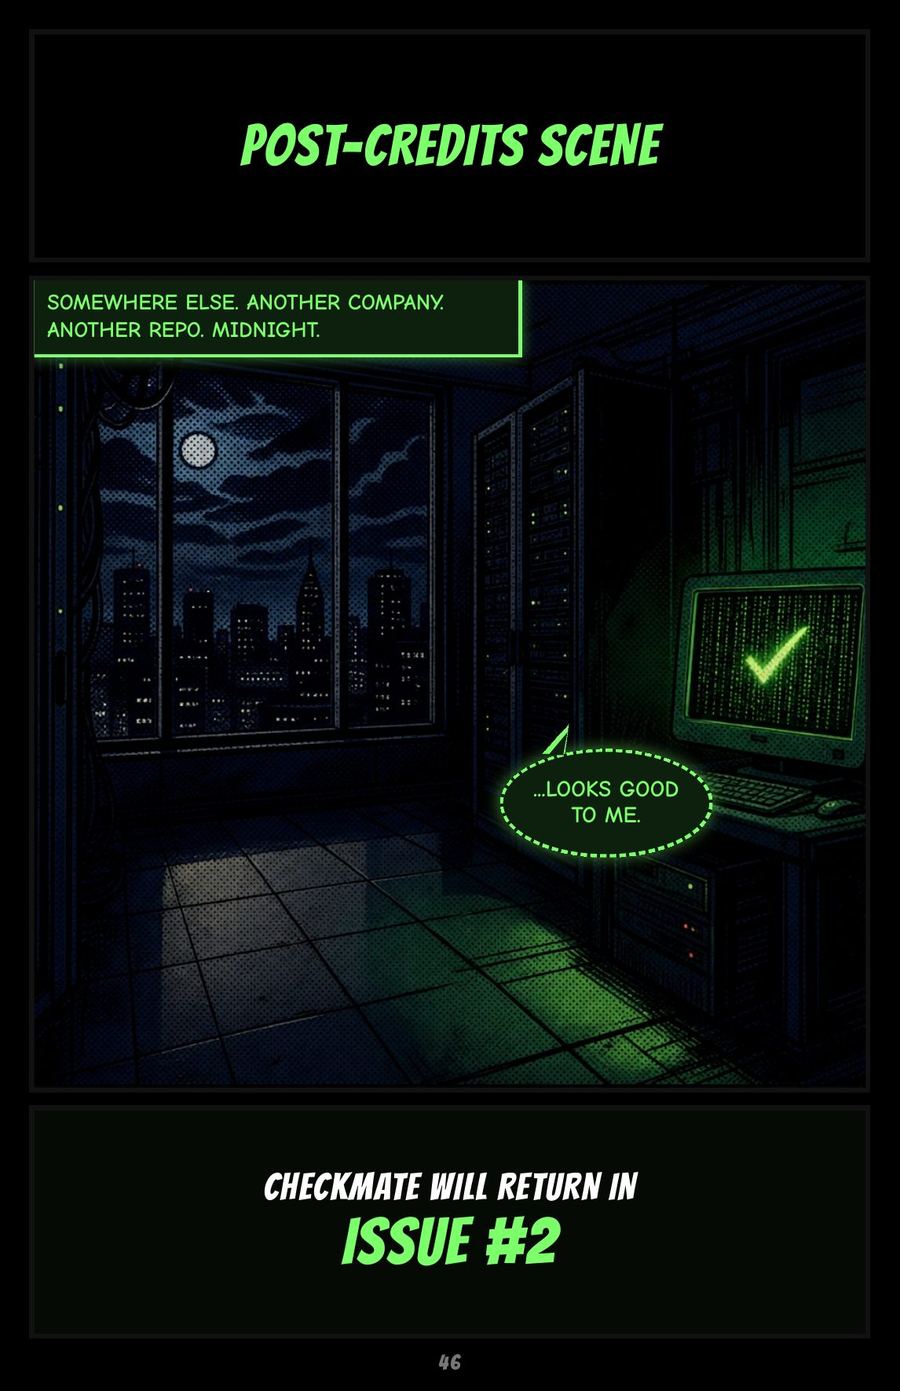 POST-CREDITS SCENE
SOMEWHERE ELSE. ANOTHER COMPANY.
ANOTHER REPO. MIDNIGHT.
...LOOKS GOOD
TO ME.
CHECKMATE WILL RETURN IN
ISSUE #2
46